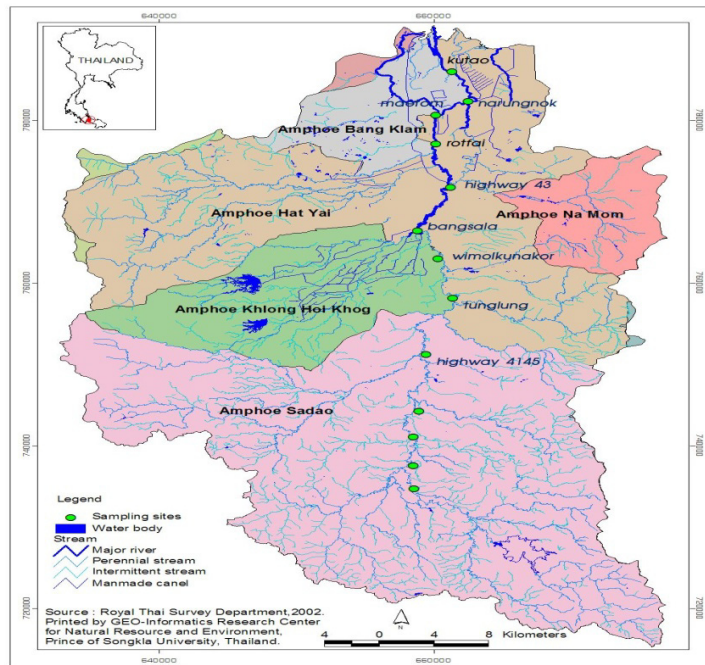 640000
660000
THAILAND
kutao
maetom
narungnok
780000
780000
Amphoe Bang Klam
rotfai
highway 43
Amphoe Hat Yai
Amphoe Na Mom
bangsala
wimolkunakor
760000
760000
Amphoe Khlong Hoi Khog
tunglung
highway 4145
Amphoe Sadao
740000
740000
Legend
Sampling sites
Water body
Stream
Major river
Perennial stream
Intermittent stream
Manmade canel
720000
720000
Source : Royal Thai Survey Department,2002.
Printed by GEO-Informatics Research Center
for Natural Resource and Environment,
Prince of Songkla University, Thailand.
N
4 0 4 8 Kilometers
640000
660000